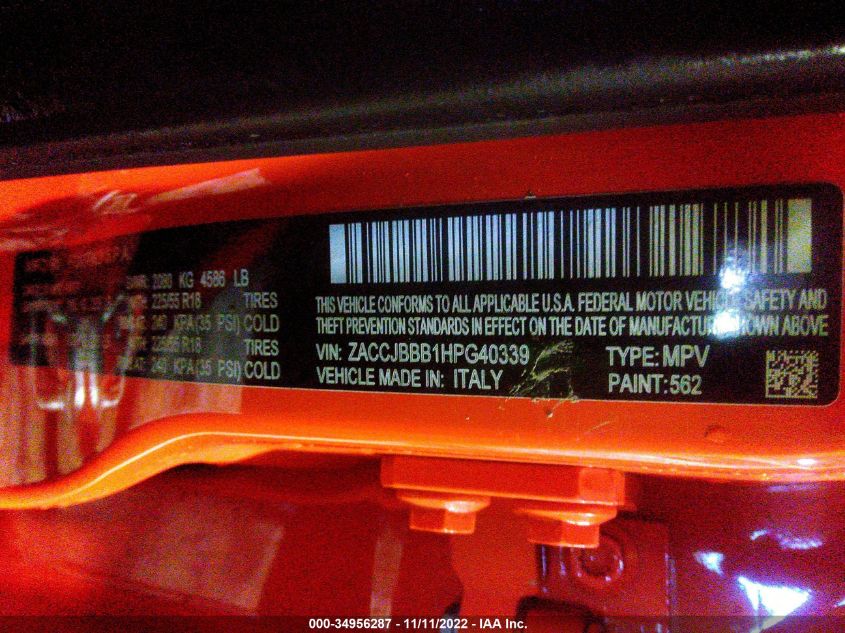 2080 KG 4586 LB
225/55 R18 TIRES
240 KPA(35 PSI) COLD
225/55 R18 TIRES
240 KPA(35 PSI) COLD
THIS VEHICLE CONFORMS TO ALL APPLICABLE U.S.A. FEDERAL MOTOR VEHICLE SAFETY AND
THEFT PREVENTION STANDARDS IN EFFECT ON THE DATE OF MANUFACTURE SHOWN ABOVE
VIN: ZACCJBBB1HPG40339 TYPE:MPV
VEHICLE MADE IN: ITALY PAINT:562
000-34956287 - 11/11/2022 - IAA Inc.